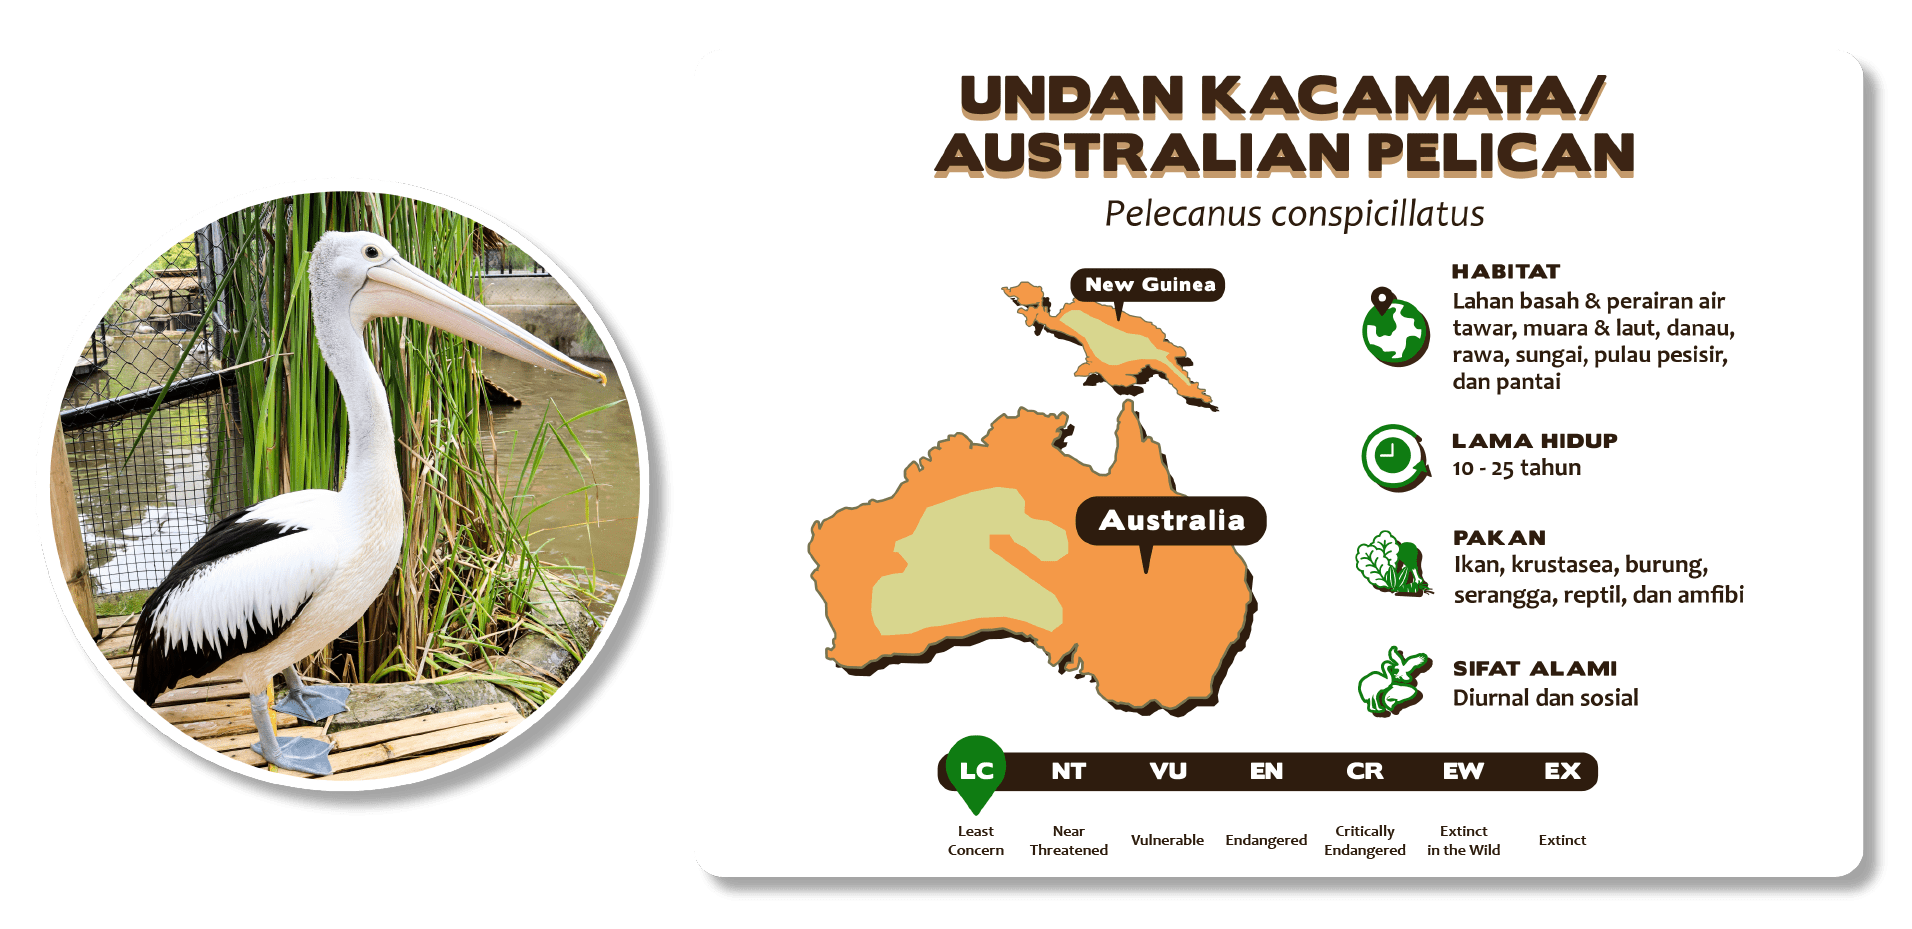 UNDAN KACAMATA/
AUSTRALIAN PELICAN
Pelecanus conspicillatus
New Guinea
Australia
HABITAT
Lahan basah & perairan air
tawar, muara & laut, danau,
rawa, sungai, pulau pesisir,
dan pantai
LAMA HIDUP
10 - 25 tahun
PAKAN
Ikan, krustasea, burung,
serangga, reptil, dan amfibi
SIFAT ALAMI
Diurnal dan sosial
LC NT VU EN CR EW EX
Least Concern
Near Threatened
Vulnerable
Endangered
Critically Endangered
Extinct in the Wild
Extinct